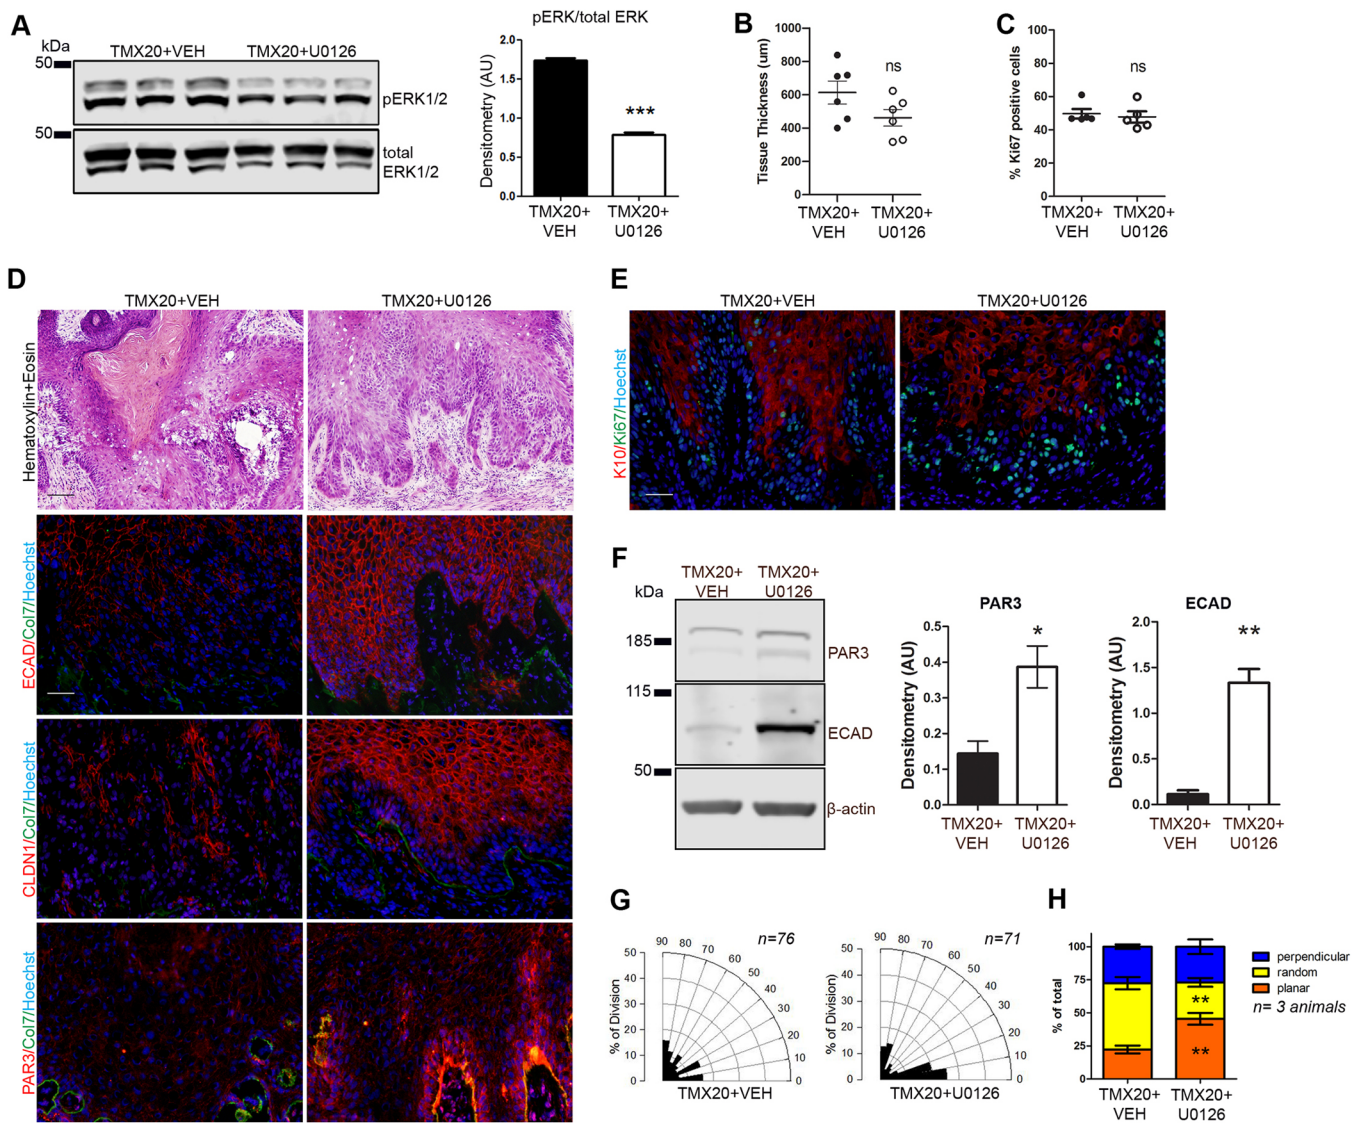 A
kDa
TMX20+VEH
TMX20+U0126
50
pERK1/2
50
total
ERK1/2
pERK/total ERK
Densitometry (AU)
2.0
1.5
1.0
0.5
0.0
***
TMX20+
VEH
TMX20+
U0126
B
Tissue Thickness (um)
1000
800
600
400
200
0
ns
TMX20+
VEH
TMX20+
U0126
C
% Ki67 positive cells
100
80
60
40
20
0
ns
TMX20+
VEH
TMX20+
U0126
D
TMX20+VEH
TMX20+U0126
Hematoxylin+Eosin
ECAD/Col7/Hoechst
CLDN1/Col7/Hoechst
PAR3/Col7/Hoechst
E
TMX20+VEH
TMX20+U0126
K10/Ki67/Hoechst
F
kDa
TMX20+
VEH
TMX20+
U0126
185
PAR3
115
ECAD
50
β-actin
PAR3
Densitometry (AU)
0.5
0.4
0.3
0.2
0.1
0.0
*
TMX20+
VEH
TMX20+
U0126
ECAD
Densitometry (AU)
2.0
1.5
1.0
0.5
0.0
**
TMX20+
VEH
TMX20+
U0126
G
n=76
% of Division
50
40
30
20
10
0
90
80
70
60
50
40
30
20
10
0
TMX20+VEH
n=71
% of Division
50
40
30
20
10
0
90
80
70
60
50
40
30
20
10
0
TMX20+U0126
H
% of total
100
75
50
25
0
**
**
TMX20+
VEH
TMX20+
U0126
perpendicular
random
planar
n= 3 animals